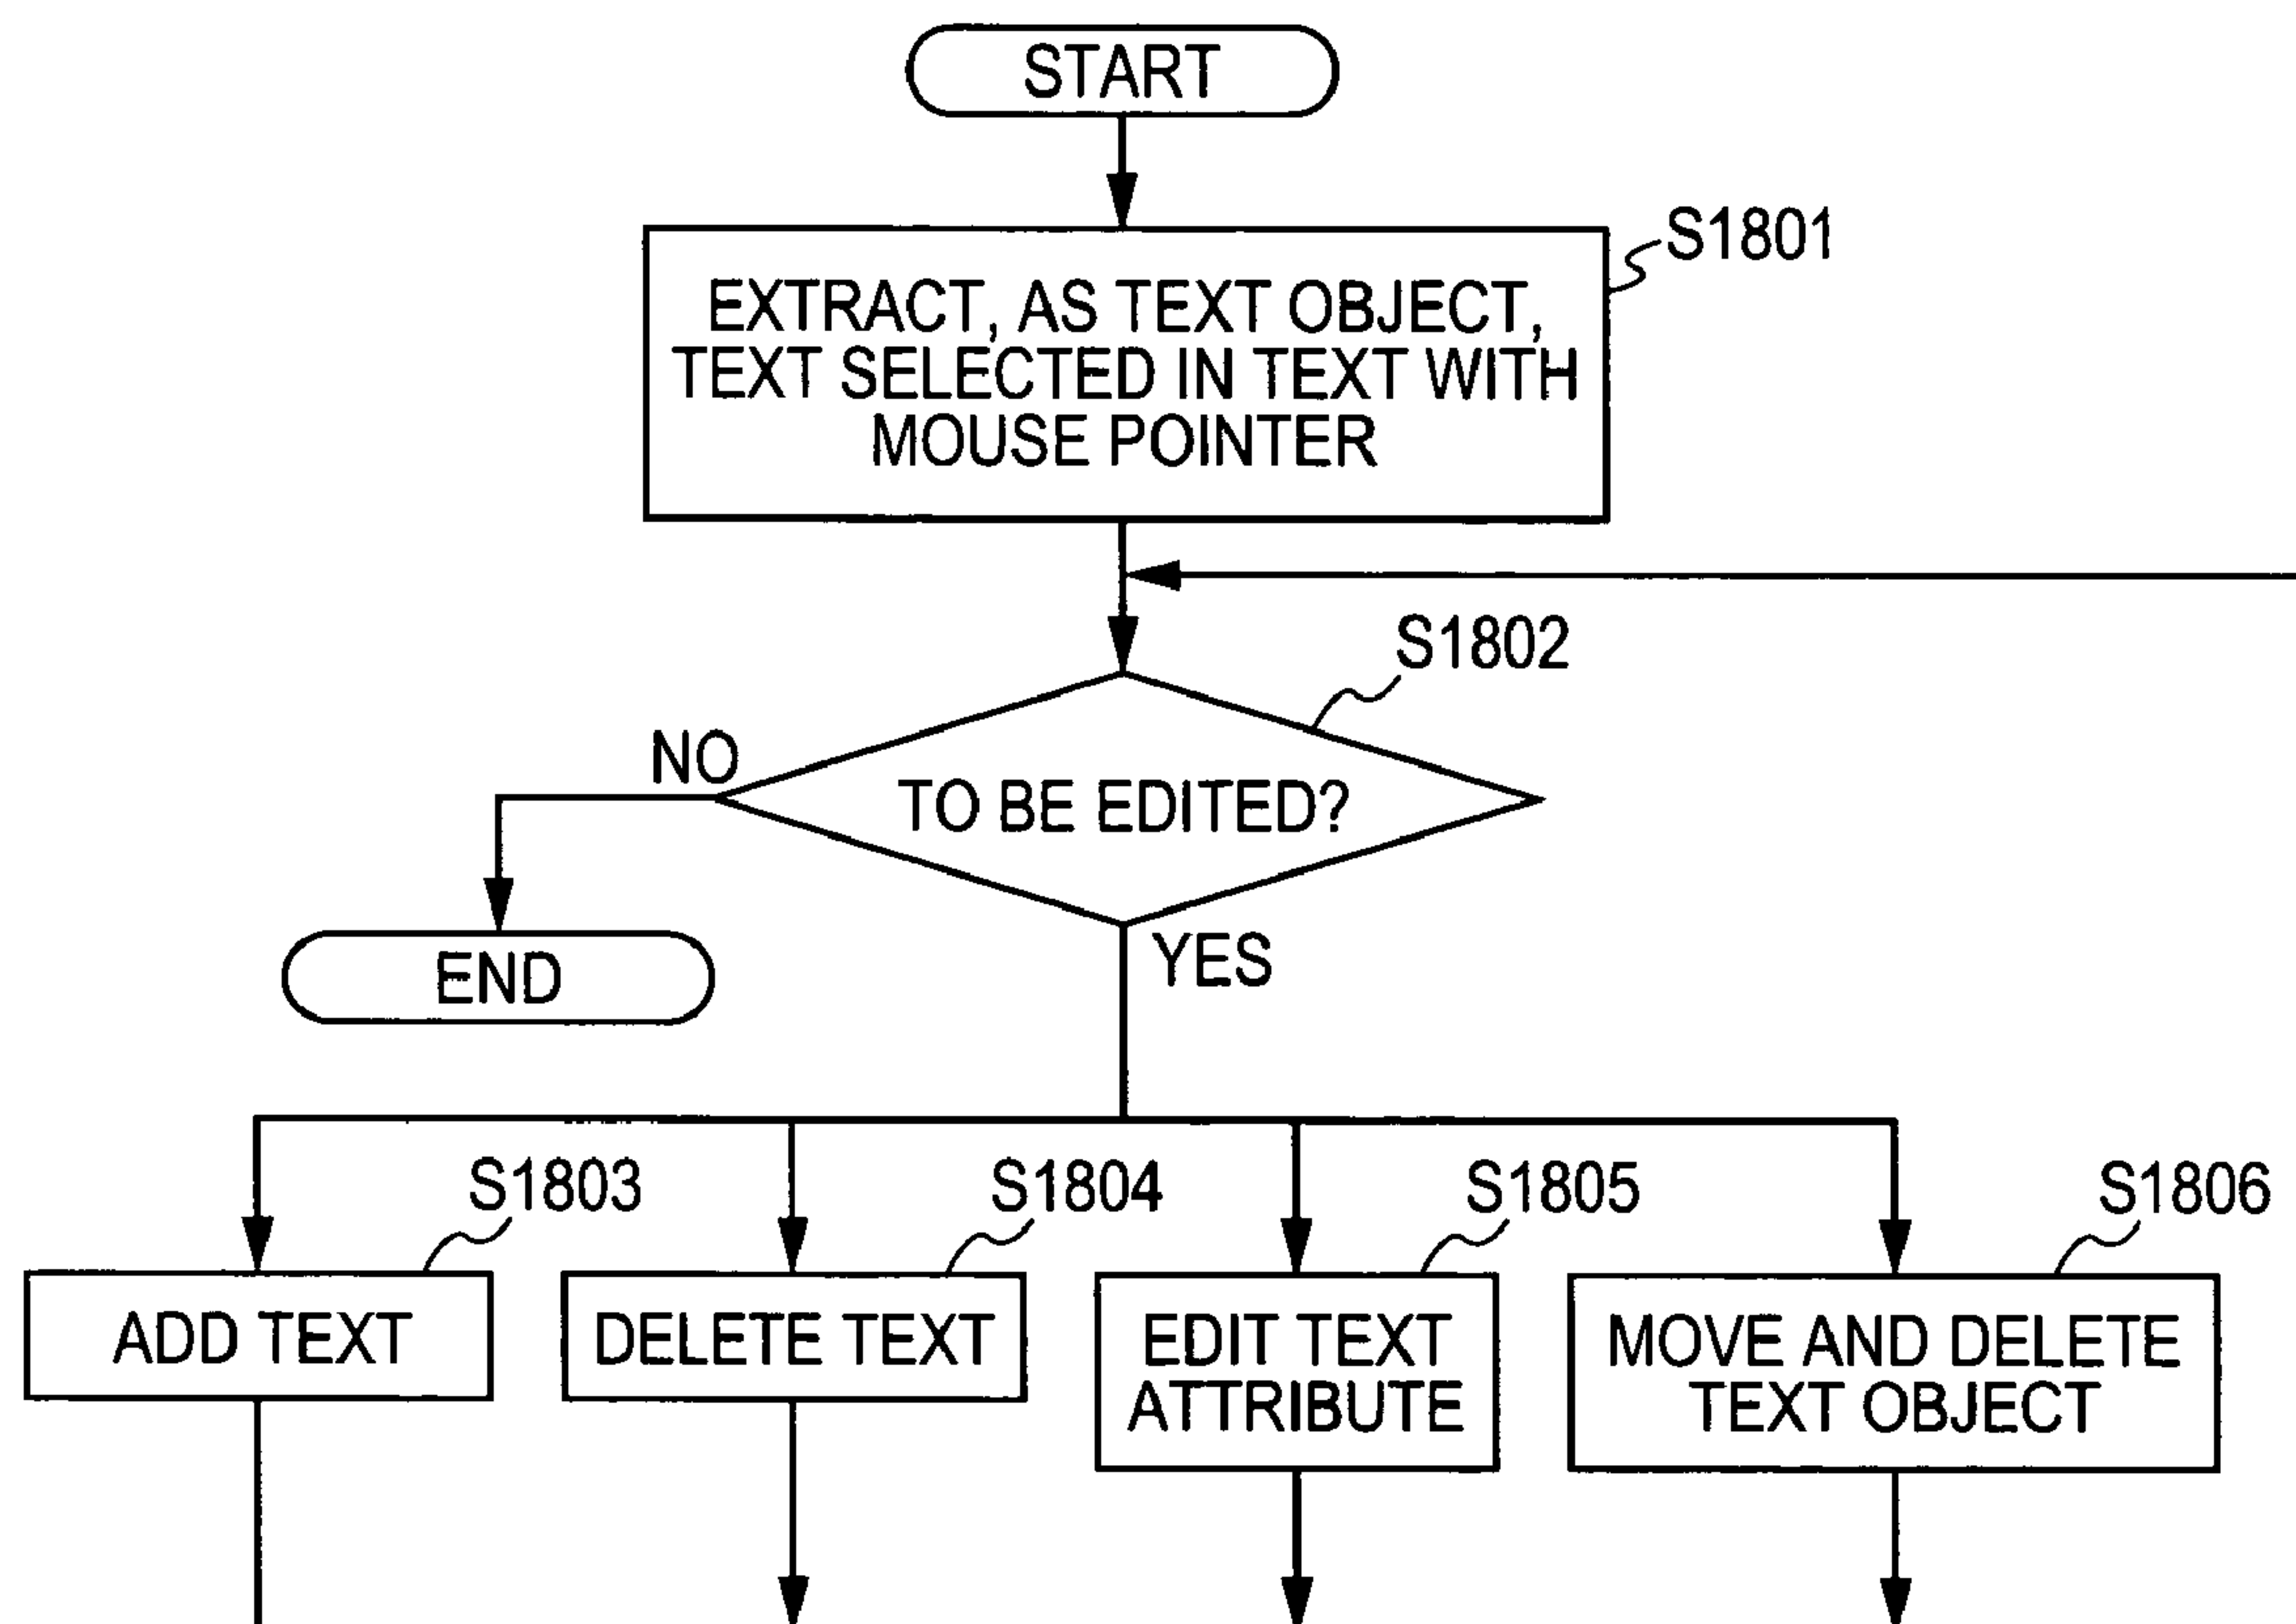 START
S1801
EXTRACT, AS TEXT OBJECT,
TEXT SELECTED IN TEXT WITH
MOUSE POINTER
S1802
NO
TO BE EDITED?
END
YES
S1803
S1804
S1805
S1806
ADD TEXT
DELETE TEXT
EDIT TEXT
ATTRIBUTE
MOVE AND DELETE
TEXT OBJECT